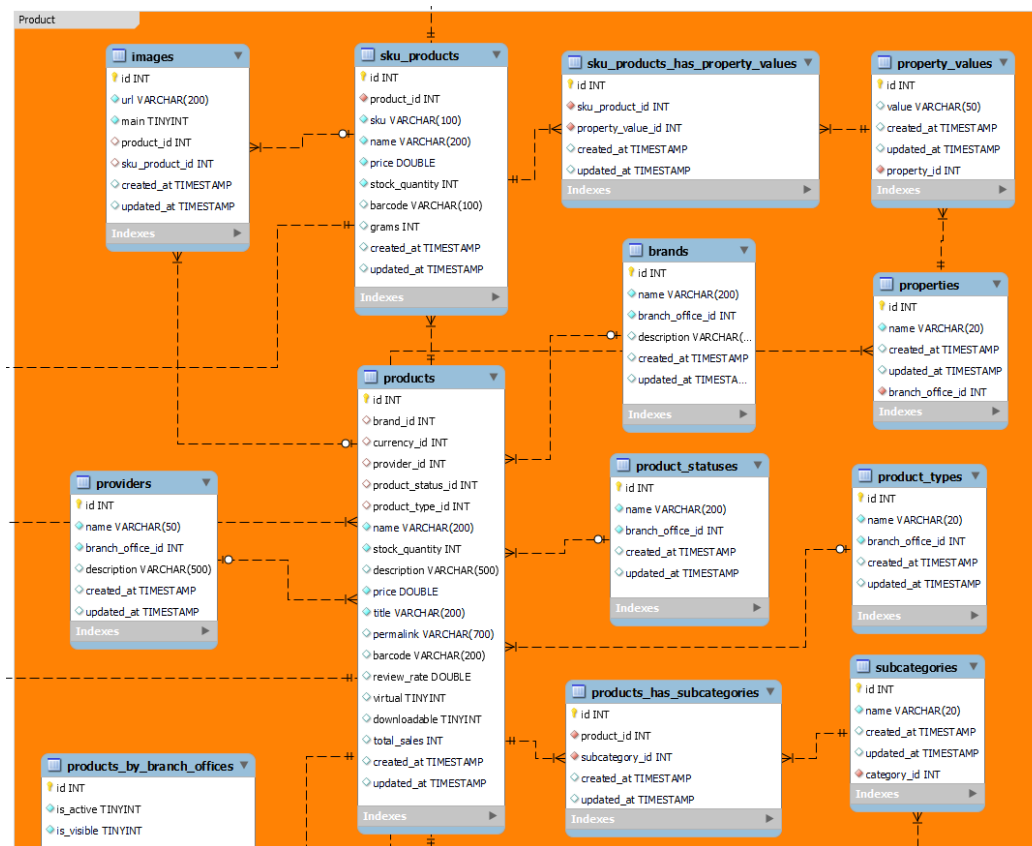 Product
images
id INT
url VARCHAR(200)
main TINYINT
product_id INT
sku_product_id INT
created_at TIMESTAMP
updated_at TIMESTAMP
Indexes
sku_products
id INT
product_id INT
sku VARCHAR(100)
name VARCHAR(200)
price DOUBLE
stock_quantity INT
barcode VARCHAR(100)
grams INT
created_at TIMESTAMP
updated_at TIMESTAMP
Indexes
sku_products_has_property_values
id INT
sku_product_id INT
property_value_id INT
created_at TIMESTAMP
updated_at TIMESTAMP
Indexes
property_values
id INT
value VARCHAR(50)
created_at TIMESTAMP
updated_at TIMESTAMP
property_id INT
Indexes
brands
id INT
name VARCHAR(200)
branch_office_id INT
description VARCHAR(...
created_at TIMESTAMP
updated_at TIMESTA...
Indexes
properties
id INT
name VARCHAR(20)
created_at TIMESTAMP
updated_at TIMESTAMP
branch_office_id INT
Indexes
products
id INT
brand_id INT
currency_id INT
provider_id INT
product_status_id INT
product_type_id INT
name VARCHAR(200)
stock_quantity INT
description VARCHAR(500)
price DOUBLE
title VARCHAR(200)
permalink VARCHAR(700)
barcode VARCHAR(200)
review_rate DOUBLE
virtual TINYINT
downloadable TINYINT
total_sales INT
created_at TIMESTAMP
updated_at TIMESTAMP
Indexes
providers
id INT
name VARCHAR(50)
branch_office_id INT
description VARCHAR(500)
created_at TIMESTAMP
updated_at TIMESTAMP
Indexes
product_statuses
id INT
name VARCHAR(200)
branch_office_id INT
created_at TIMESTAMP
updated_at TIMESTAMP
Indexes
product_types
id INT
name VARCHAR(20)
branch_office_id INT
created_at TIMESTAMP
updated_at TIMESTAMP
Indexes
products_has_subcategories
id INT
product_id INT
subcategory_id INT
created_at TIMESTAMP
updated_at TIMESTAMP
Indexes
subcategories
id INT
name VARCHAR(20)
created_at TIMESTAMP
updated_at TIMESTAMP
category_id INT
Indexes
products_by_branch_offices
id INT
is_active TINYINT
is_visible TINYINT